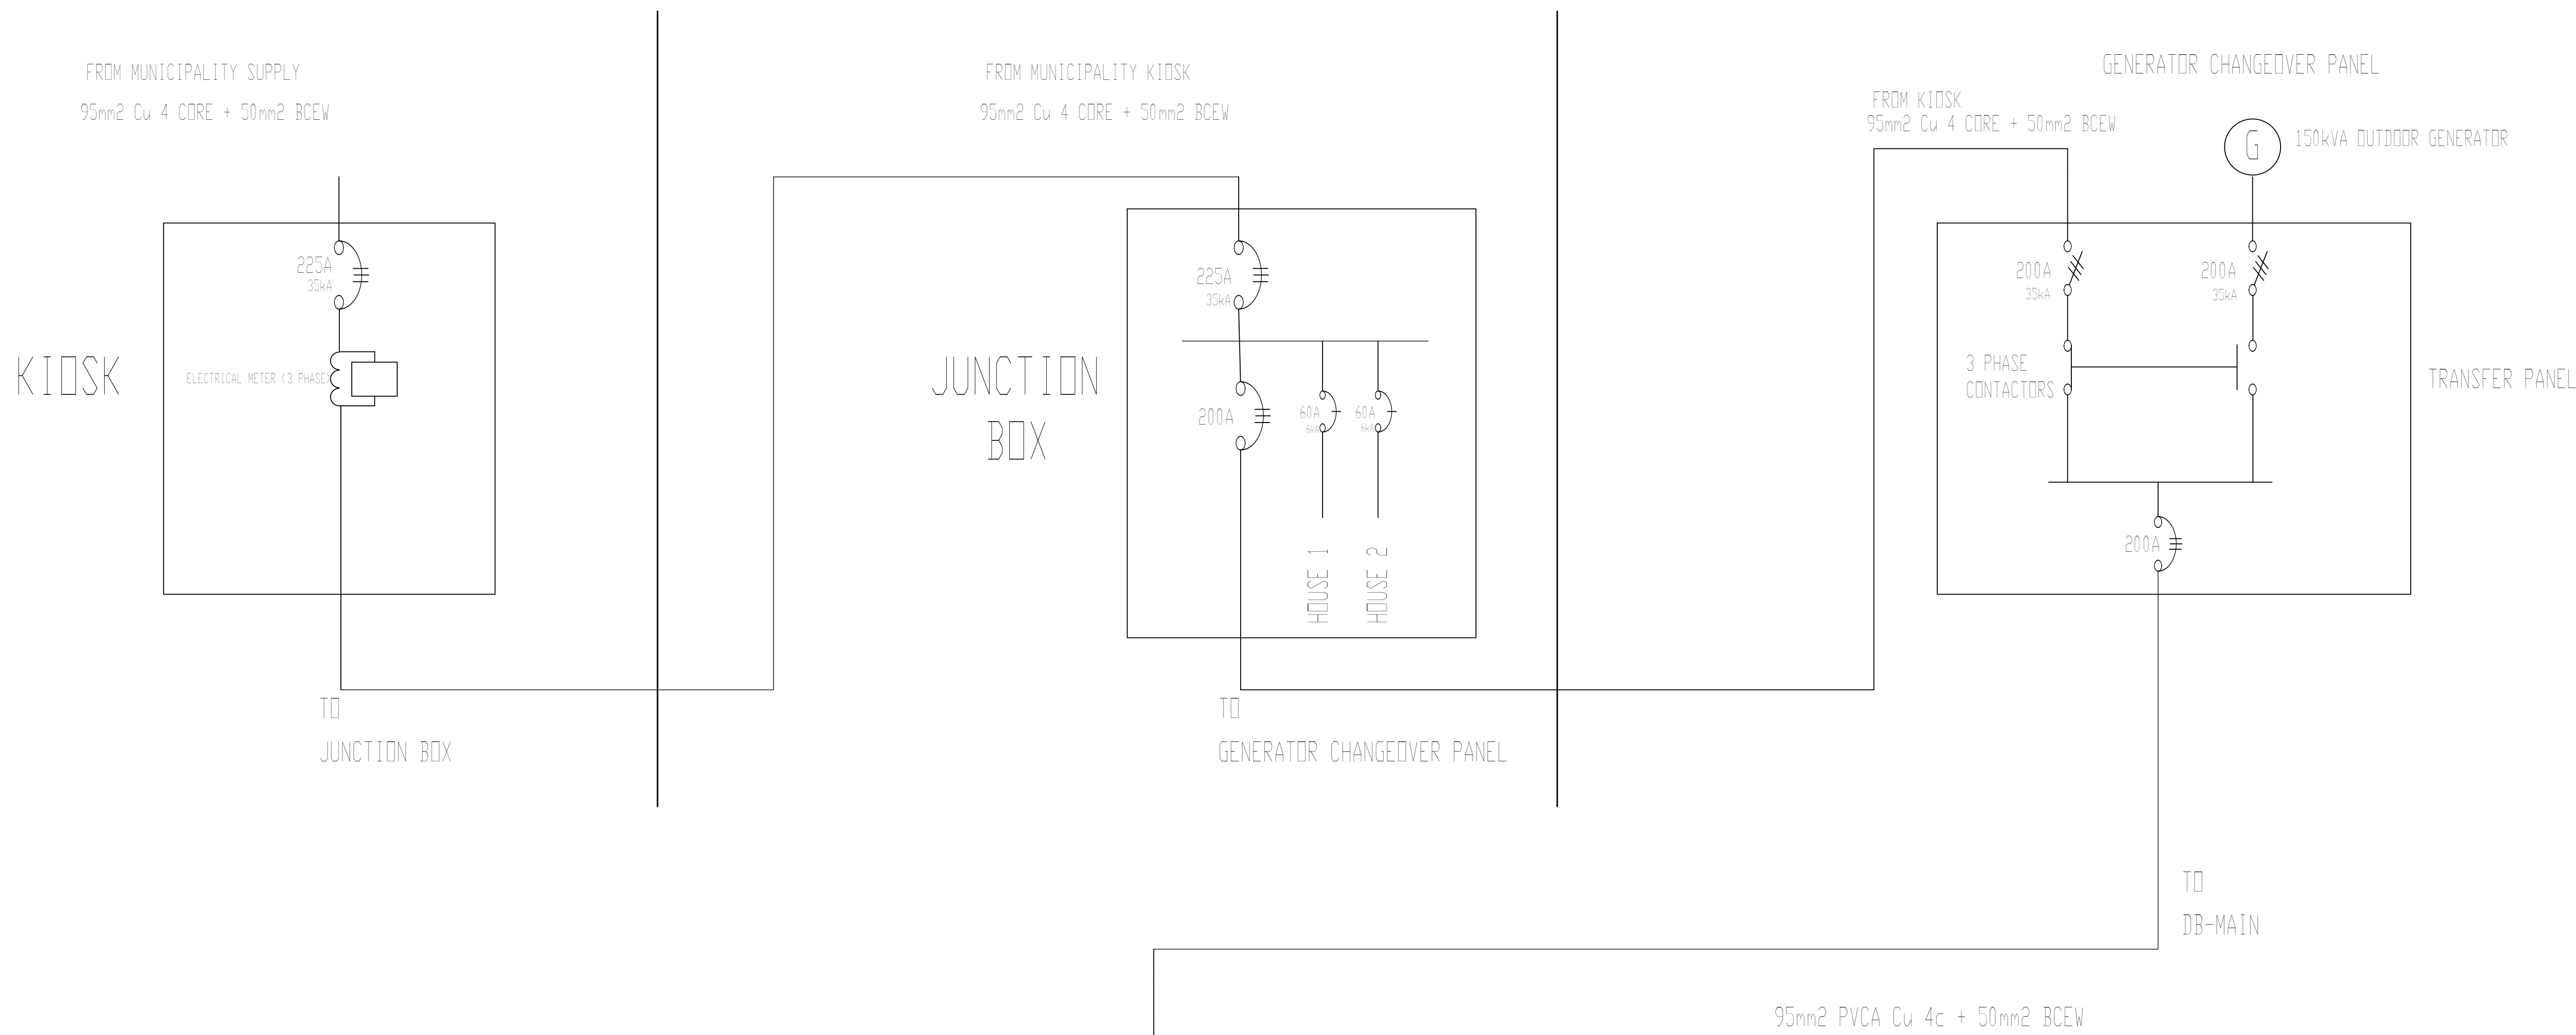 FROM MUNICIPALITY SUPPLY
95mm2 Cu 4 CORE + 50mm2 BCEW
225A
35kA
ELECTRICAL METER (3 PHASE)
KIOSK
TO
JUNCTION BOX
FROM MUNICIPALITY KIOSK
95mm2 Cu 4 CORE + 50mm2 BCEW
225A
35kA
JUNCTION
BOX
200A
60A
6kA
60A
6kA
HOUSE 1
HOUSE 2
TO
GENERATOR CHANGEOVER PANEL
GENERATOR CHANGEOVER PANEL
FROM KIOSK
95mm2 Cu 4 CORE + 50mm2 BCEW
G
150kVA OUTDOOR GENERATOR
200A
35kA
200A
35kA
3 PHASE
CONTACTORS
TRANSFER PANEL
200A
TO
DB-MAIN
95mm2 PVCA Cu 4c + 50mm2 BCEW